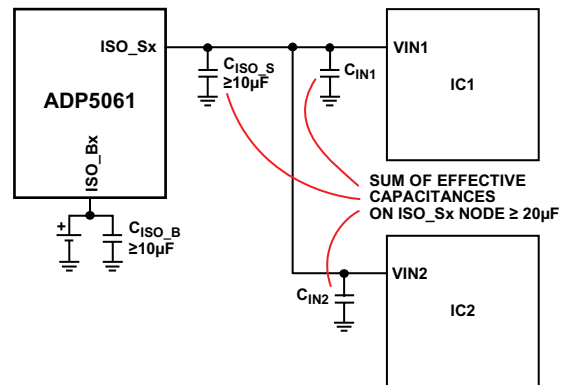 ISO_Sx
ADP5061
ISO_Bx
CISO_S
≥10µF
CIN1
VIN1
IC1
SUM OF EFFECTIVE
CAPACITANCES
ON ISO_Sx NODE ≥ 20µF
+
CISO_B
≥10µF
CIN2
VIN2
IC2